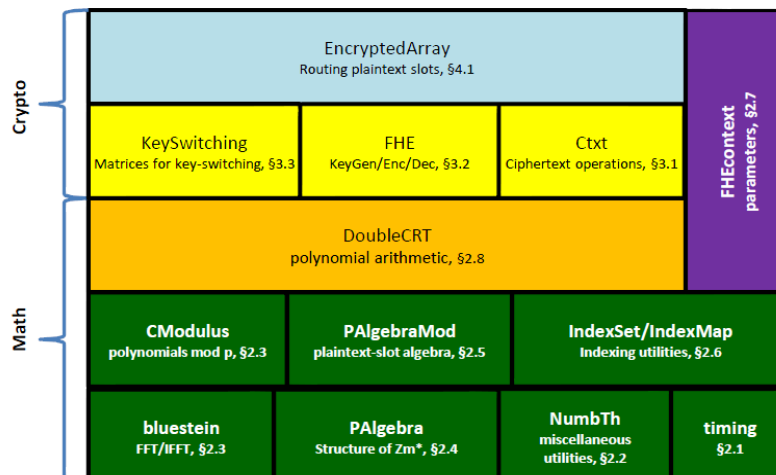 EncryptedArray
Routing plaintext slots, §4.1
Crypto
KeySwitching
Matrices for key-switching, §3.3
FHE
KeyGen/Enc/Dec, §3.2
Ctxt
Ciphertext operations, §3.1
FHEcontext
parameters, §2.7
DoubleCRT
polynomial arithmetic, §2.8
Math
CModulus
polynomials mod p, §2.3
PAlgebraMod
plaintext-slot algebra, §2.5
IndexSet/IndexMap
Indexing utilities, §2.6
bluestein
FFT/IFFT, §2.3
PAlgebra
Structure of Zm*, §2.4
NumbTh
miscellaneous
utilities, §2.2
timing
§2.1